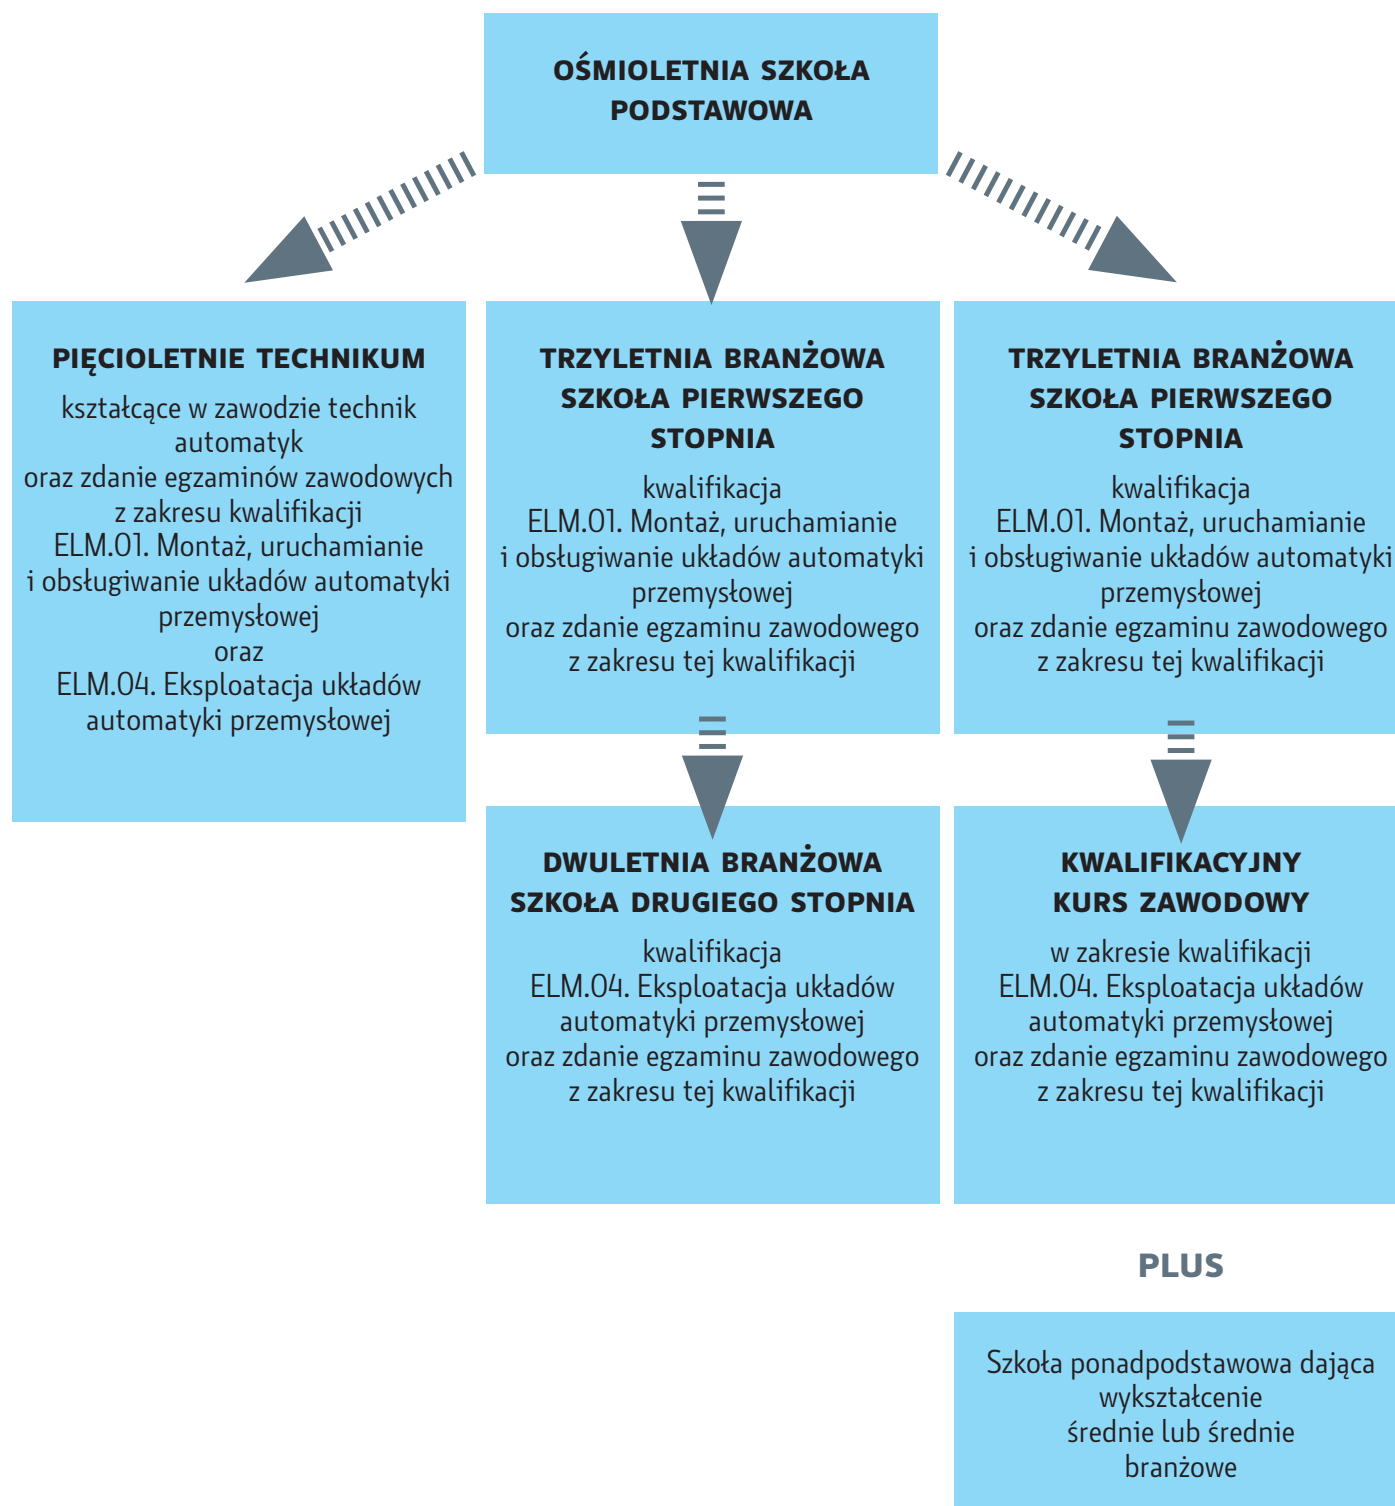 OŚMIOLETNIA SZKOŁA
PODSTAWOWA
PIĘCIOLETNIE TECHNIKUM
kształcące w zawodzie technik
automatyk
oraz zdanie egzaminów zawodowych
z zakresu kwalifikacji
ELM.01. Montaż, uruchamianie
i obsługiwanie układów automatyki
przemysłowej
oraz
ELM.04. Eksploatacja układów
automatyki przemysłowej
TRZYLETNIA BRANŻOWA
SZKOŁA PIERWSZEGO
STOPNIA
kwalifikacja
ELM.01. Montaż, uruchamianie
i obsługiwanie układów automatyki
przemysłowej
oraz zdanie egzaminu zawodowego
z zakresu tej kwalifikacji
TRZYLETNIA BRANŻOWA
SZKOŁA PIERWSZEGO
STOPNIA
kwalifikacja
ELM.01. Montaż, uruchamianie
i obsługiwanie układów automatyki
przemysłowej
oraz zdanie egzaminu zawodowego
z zakresu tej kwalifikacji
DWULETNIA BRANŻOWA
SZKOŁA DRUGIEGO STOPNIA
kwalifikacja
ELM.04. Eksploatacja układów
automatyki przemysłowej
oraz zdanie egzaminu zawodowego
z zakresu tej kwalifikacji
KWALIFIKACYJNY
KURS ZAWODOWY
w zakresie kwalifikacji
ELM.04. Eksploatacja układów
automatyki przemysłowej
oraz zdanie egzaminu zawodowego
z zakresu tej kwalifikacji
PLUS
Szkoła ponadpodstawowa dająca
wykształcenie
średnie lub średnie
branżowe